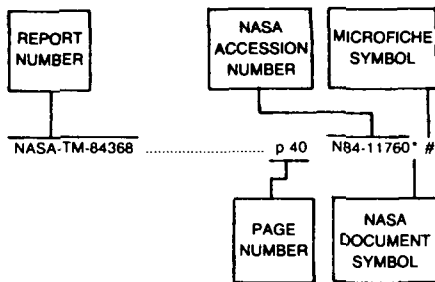 REPORT
NUMBER
NASA
ACCESSION
NUMBER
MICROFICHE
SYMBOL
NASA-TM-84368 ........................ p 40 N84-11760* #
PAGE
NUMBER
NASA
DOCUMENT
SYMBOL